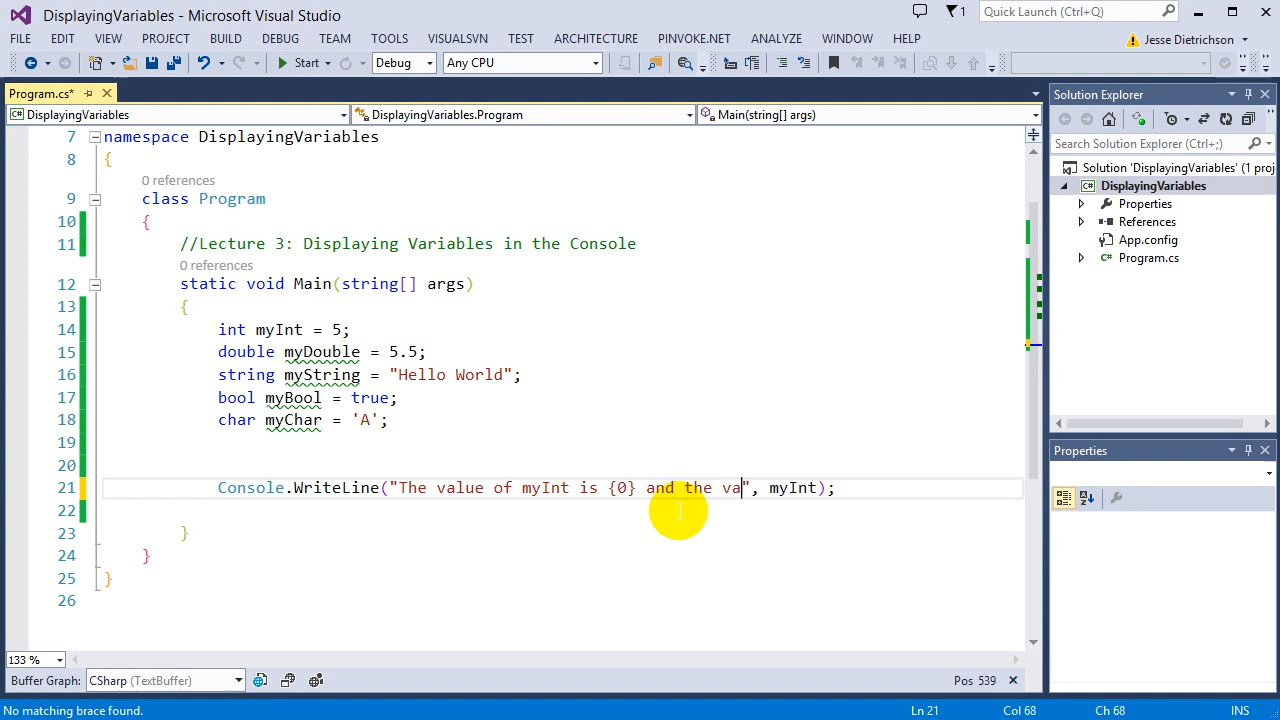 DisplayingVariables - Microsoft Visual Studio
1
Quick Launch (Ctrl+Q)
FILE EDIT VIEW PROJECT BUILD DEBUG TEAM TOOLS VISUALSVN TEST ARCHITECTURE PINVOKE.NET ANALYZE WINDOW HELP
Jesse Dietrichson
Start Debug Any CPU
Program.cs*
DisplayingVariables DisplayingVariables.Program Main(string[] args)
7 namespace DisplayingVariables
8 {
0 references
9 class Program
10 {
11 //Lecture 3: Displaying Variables in the Console
0 references
12 static void Main(string[] args)
13 {
14 int myInt = 5;
15 double myDouble = 5.5;
16 string myString = "Hello World";
17 bool myBool = true;
18 char myChar = 'A';
19
20
21 Console.WriteLine("The value of myInt is {0} and the va", myInt);
22
23 }
24 }
25 }
26
133 %
Buffer Graph: CSharp (TextBuffer) Pos 539
No matching brace found. Ln 21 Col 68 Ch 68 INS
Solution Explorer
Search Solution Explorer (Ctrl+;)
Solution 'DisplayingVariables' (1 proj
DisplayingVariables
Properties
References
App.config
Program.cs
Properties